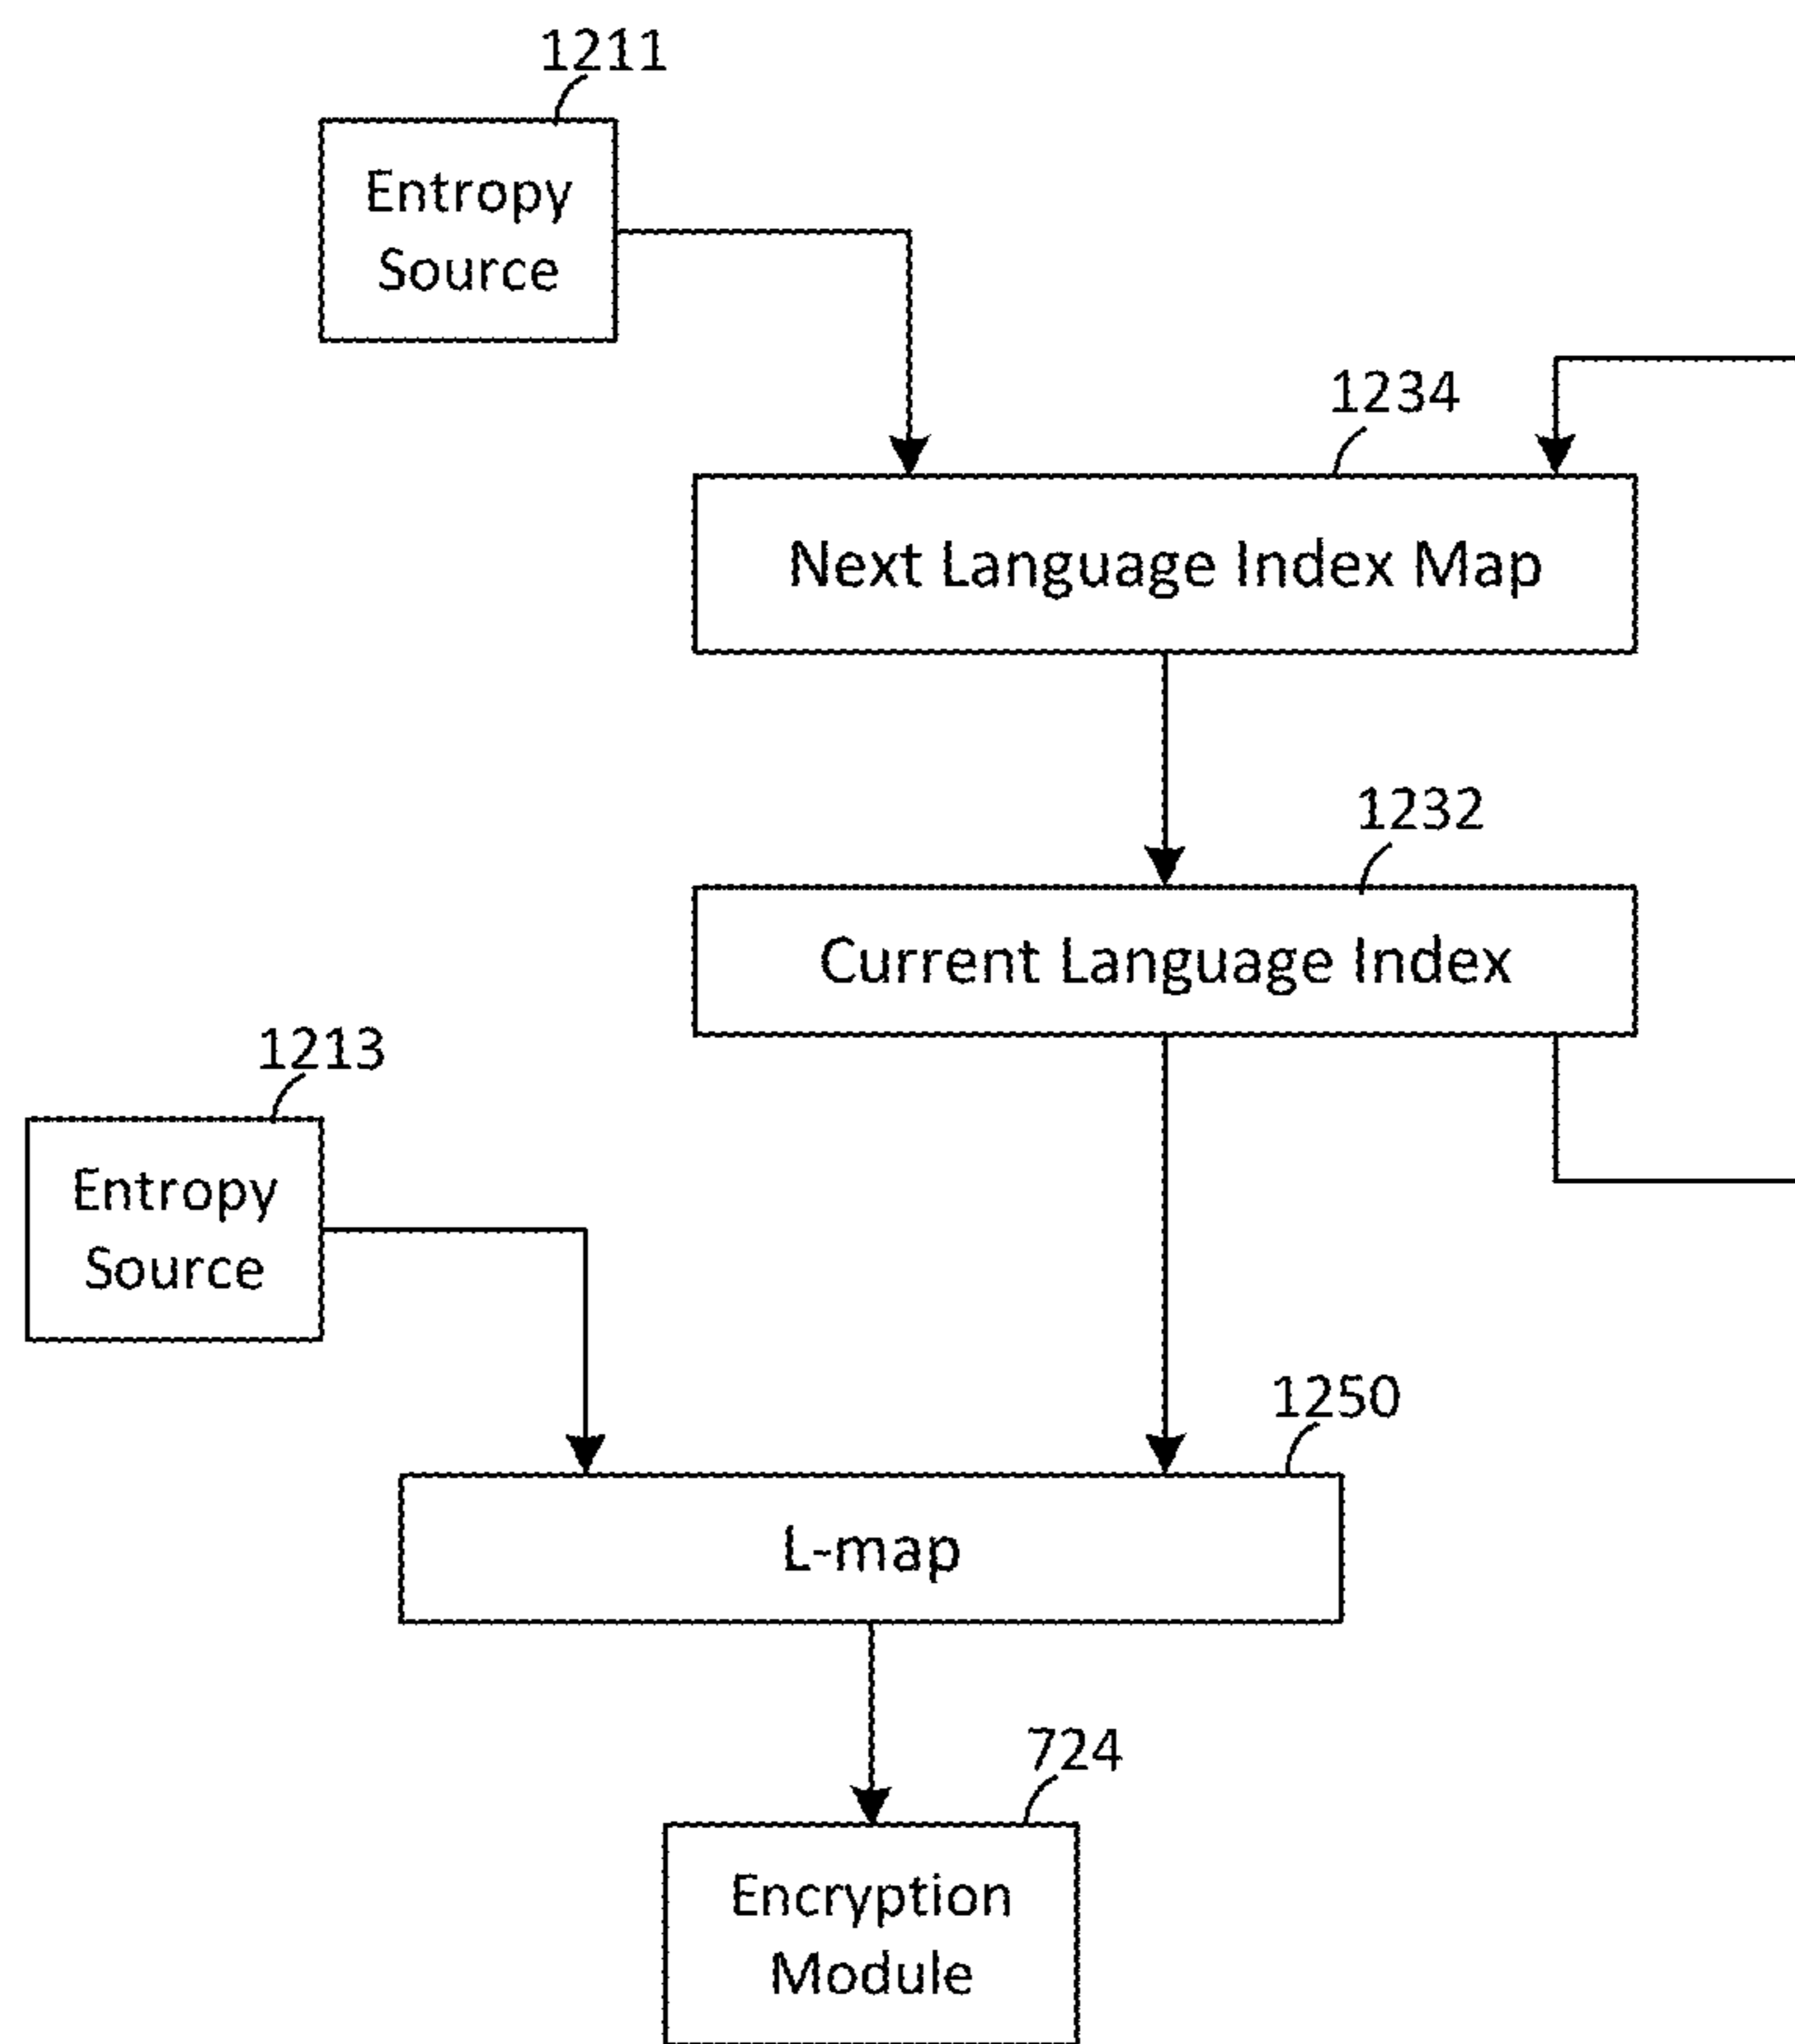 1211
Entropy
Source
1234
Next Language Index Map
1232
Current Language Index
1213
Entropy
Source
1250
L-map
724
Encryption
Module